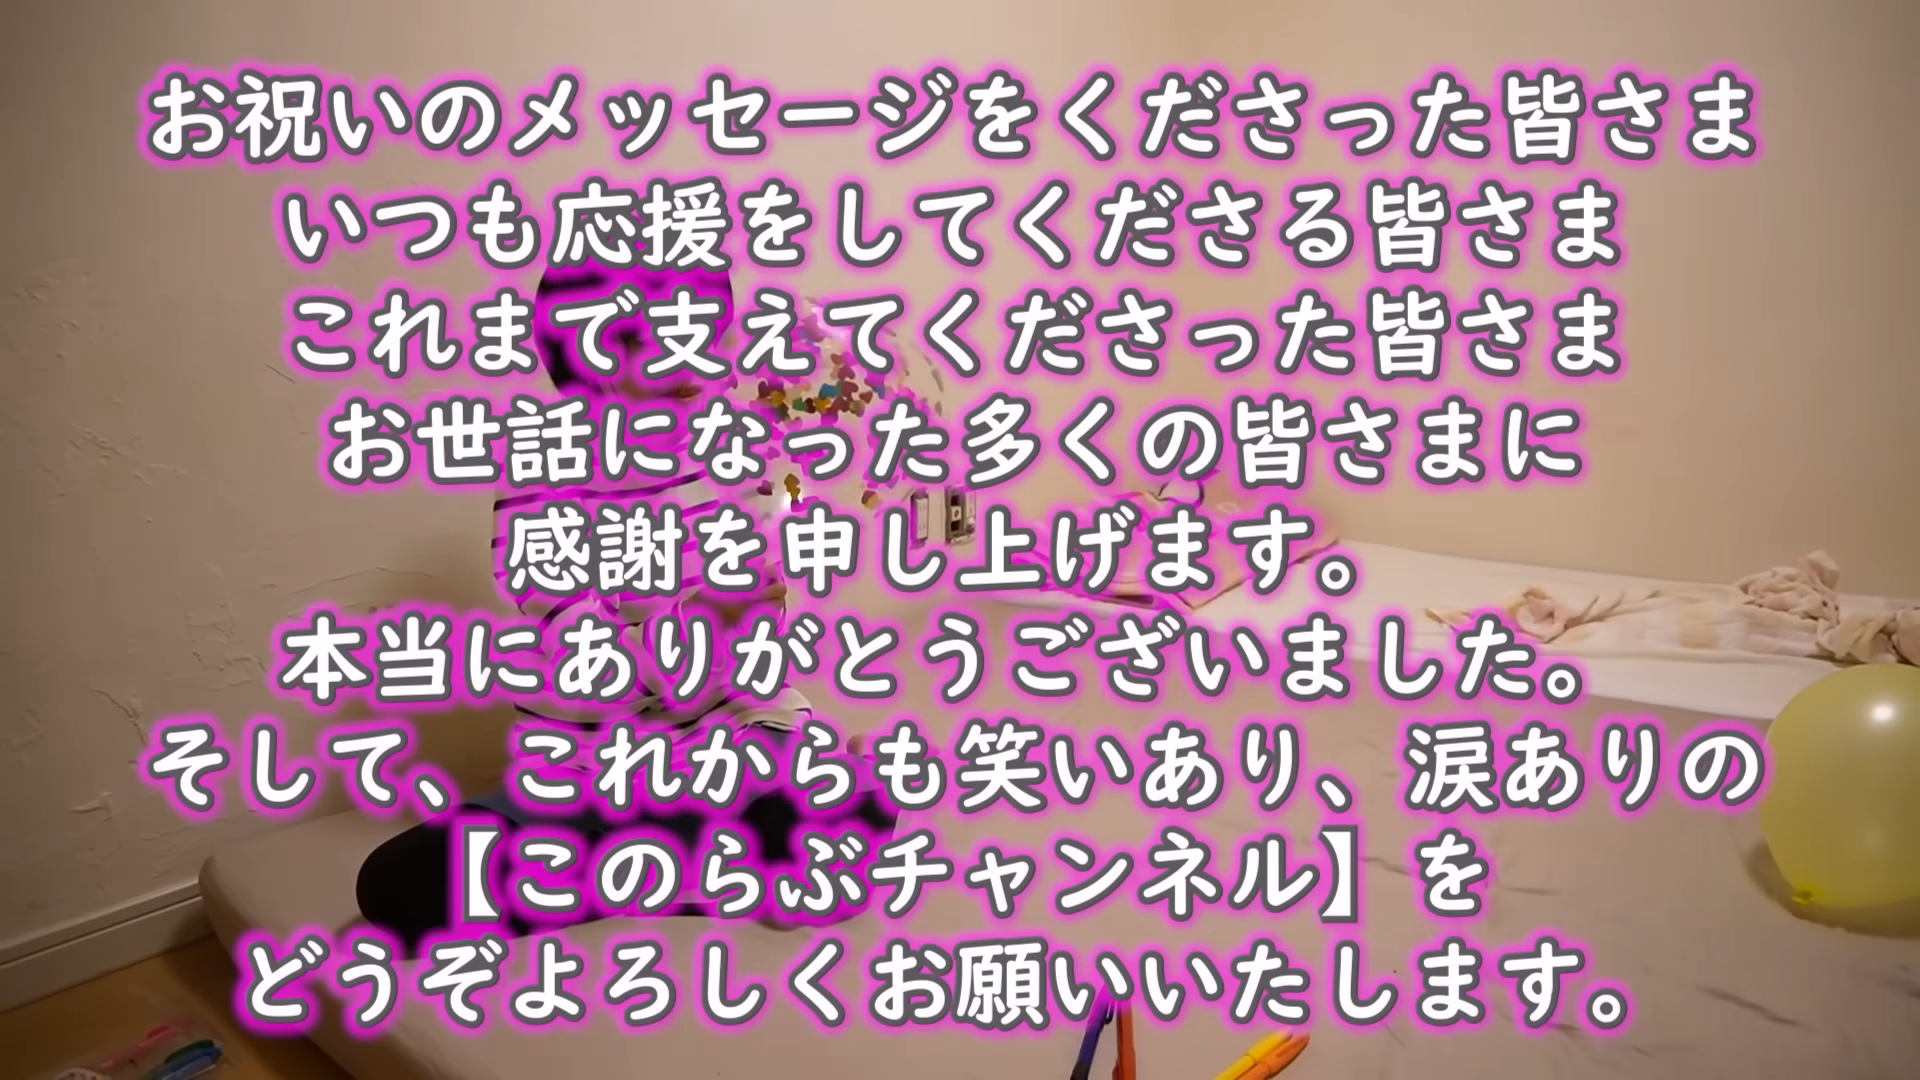 お祝いのメッセージをくださった皆さま
いつも応援をしてくださる皆さま
これまで支えてくださった皆さま
お世話になった多くの皆さまに
感謝を申し上げます。
本当にありがとうございました。
そして、これからも笑いあり、涙ありの
【このらぶチャンネル】を
どうぞよろしくお願いいたします。